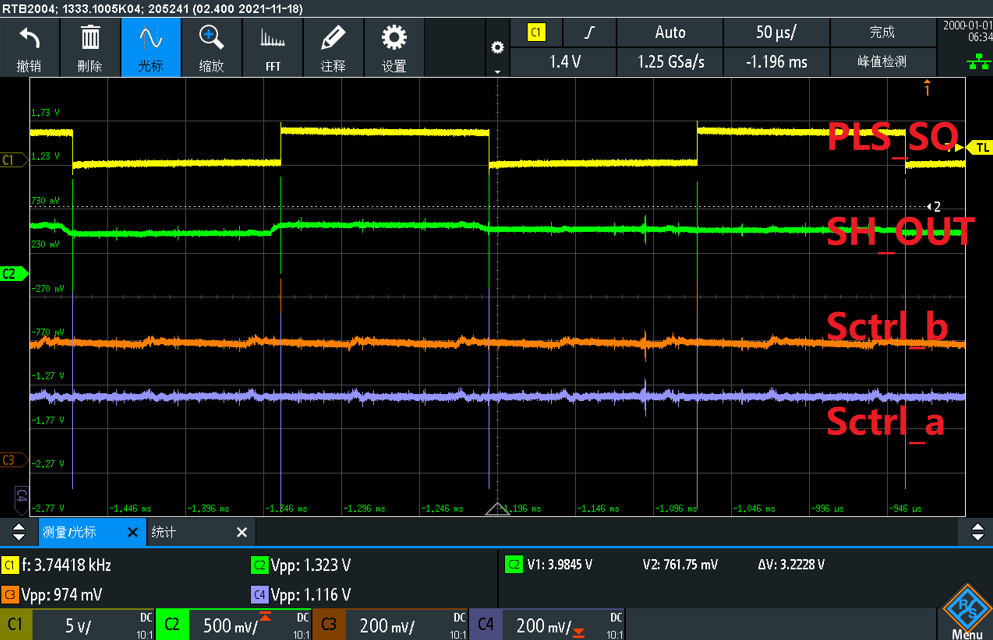 RTB2004; 1333.1005K04; 205241 (02.400 2021-11-18)
撤销
刪除
光标
缩放
FFT
注释
设置
C1
Auto
50 µs/
完成
2000-01-01
06:34
1.4 V
1.25 GSa/s
-1.196 ms
峰值检测
1
1.73 V
C1
1.23 V
PLS_SO
TL
730 mV
2
230 mV
SH_OUT
C2
-270 mV
-770 mV
Sctrl_b
-1.27 V
-1.77 V
Sctrl_a
C3
-2.27 V
C4
-2.77 V
-1.446 ms
-1.396 ms
-1.346 ms
-1.296 ms
-1.246 ms
-1.196 ms
-1.146 ms
-1.096 ms
-1.046 ms
-996 µs
-946 µs
测量/光标
统计
C1 f: 3.74418 kHz
C2 Vpp: 1.323 V
C2 V1: 3.9845 V
V2: 761.75 mV
ΔV: 3.2228 V
C3 Vpp: 974 mV
C4 Vpp: 1.116 V
C1 5 V/ DC 10:1
C2 500 mV/ DC 10:1
C3 200 mV/ DC 10:1
C4 200 mV/ DC 10:1
R&S
Menu